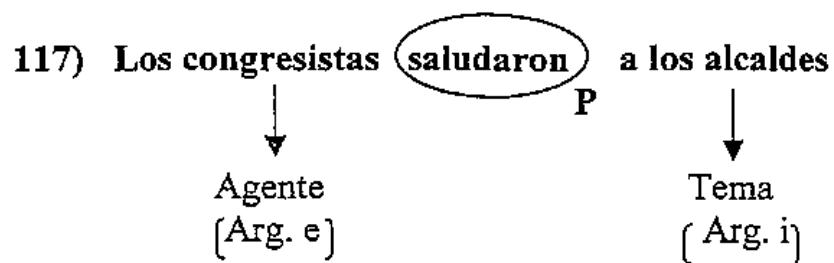 117) Los congresistas saludaron a los alcaldes
P
Agente Tema
(Arg. e) (Arg. i)